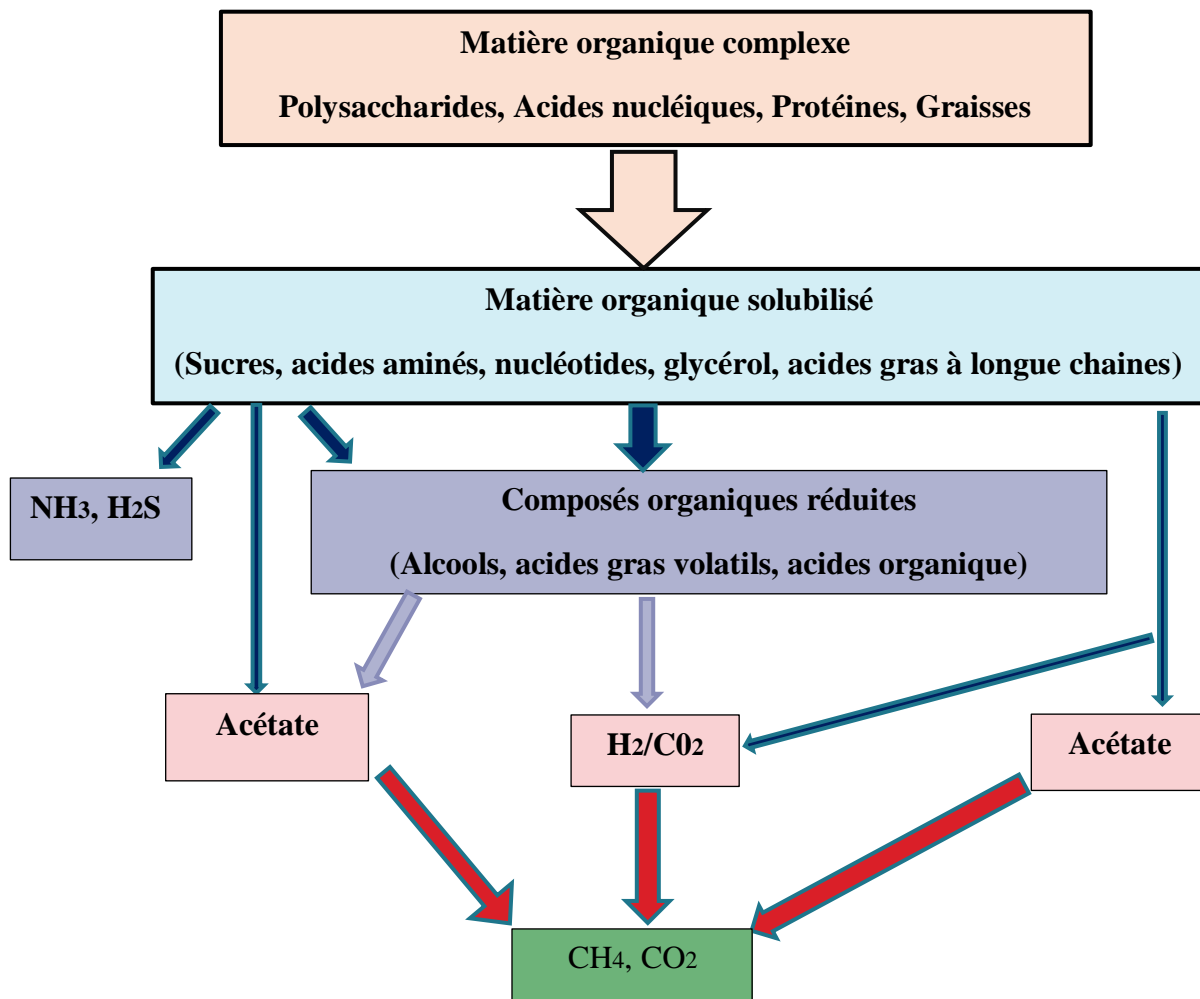 Matière organique complexe
Polysaccharides, Acides nucléiques, Protéines, Graisses
Matière organique solubilisé
(Sucres, acides aminés, nucléotides, glycérol, acides gras à longue chaines)
NH3, H2S
Composés organiques réduites
(Alcools, acides gras volatils, acides organique)
Acétate
H2/C02
Acétate
CH4, CO2